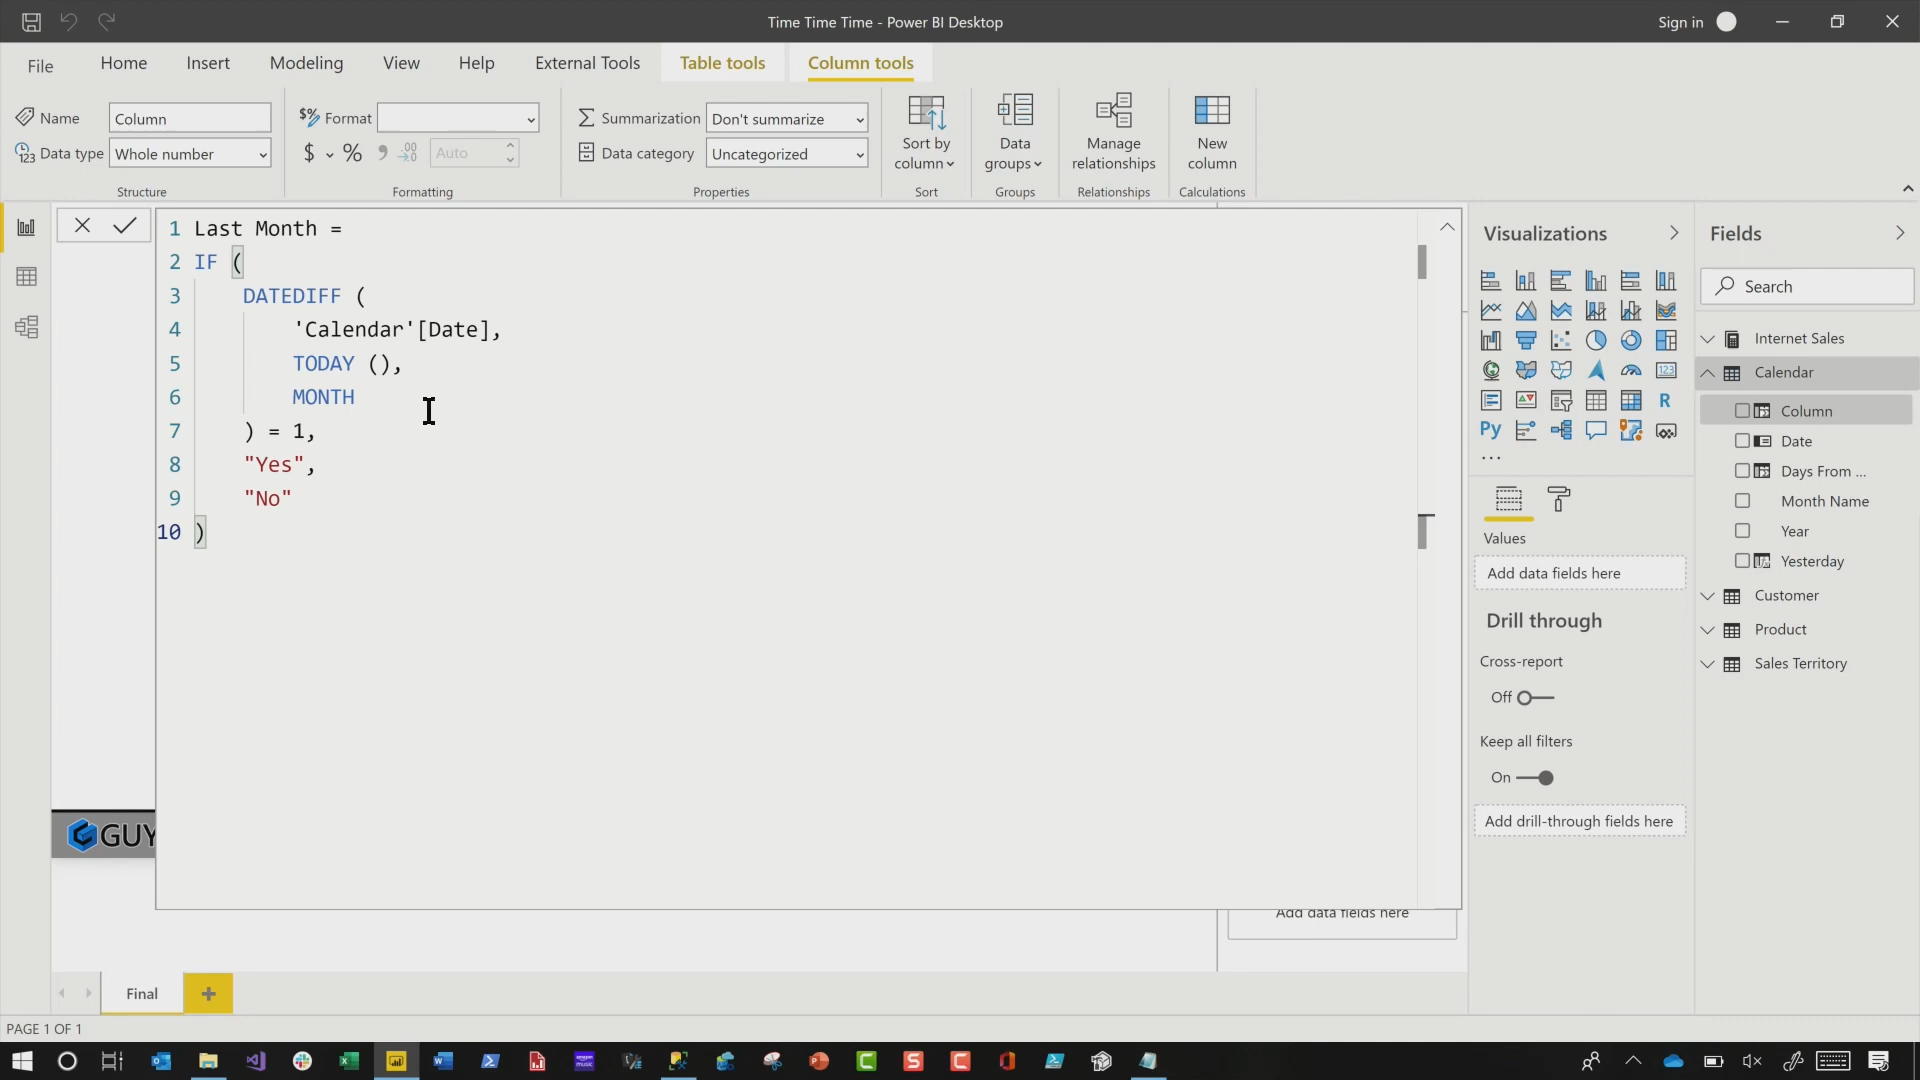 Time Time Time - Power BI Desktop
Sign in
File
Home
Insert
Modeling
View
Help
External Tools
Table tools
Column tools
Name
Column
Format
Summarization
Don't summarize
Data type
Whole number
$
%
Auto
Data category
Uncategorized
Sort by
column
Data
groups
Manage
relationships
New
column
Structure
Formatting
Properties
Sort
Groups
Relationships
Calculations
1 Last Month =
2 IF (
3 DATEDIFF (
4 'Calendar'[Date],
5 TODAY (),
6 MONTH
7 ) = 1,
8 "Yes",
9 "No"
10 )
Visualizations
123
R
Py
...
Values
Add data fields here
Drill through
Cross-report
Off
Keep all filters
On
Add drill-through fields here
Fields
Search
Internet Sales
Calendar
Column
Date
Days From ...
Month Name
Year
Yesterday
Customer
Product
Sales Territory
GUY
Add data fields here
Final
+
PAGE 1 OF 1